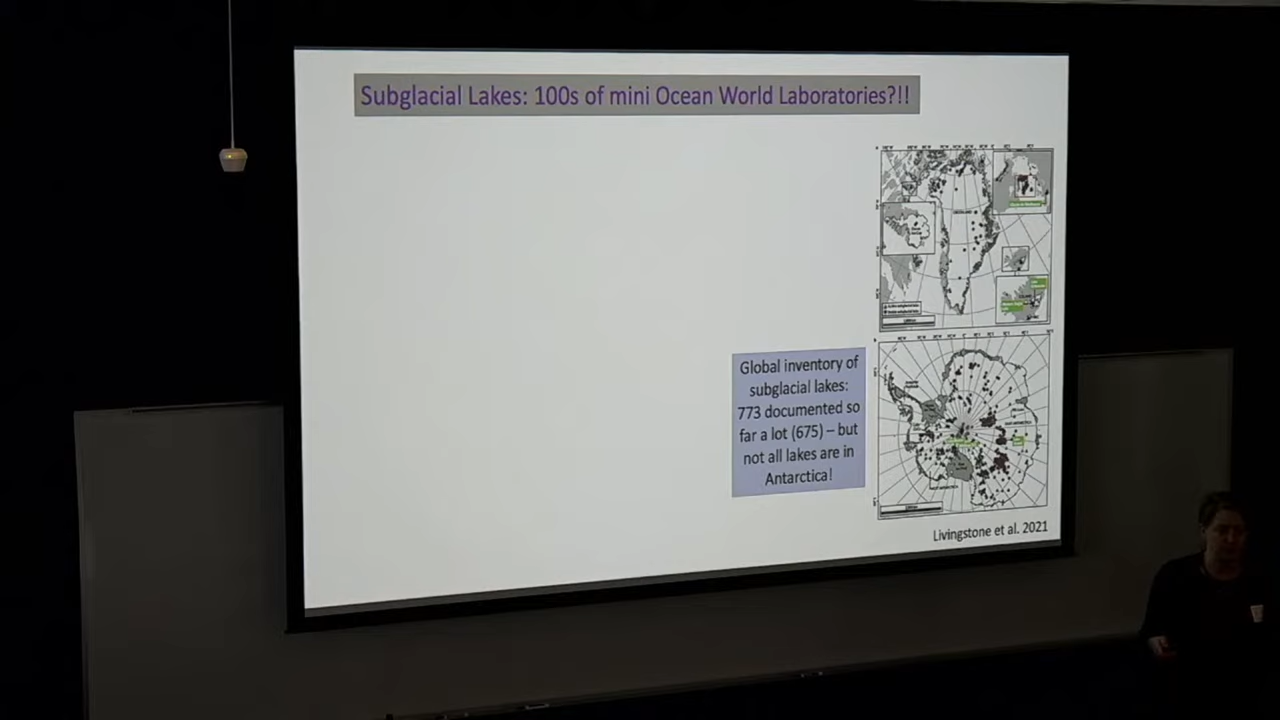 Subglacial Lakes: 100s of mini Ocean World Laboratories?!!
Global inventory of
subglacial lakes:
773 documented so
far a lot (675) – but
not all lakes are in
Antarctica!
Livingstone et al. 2021